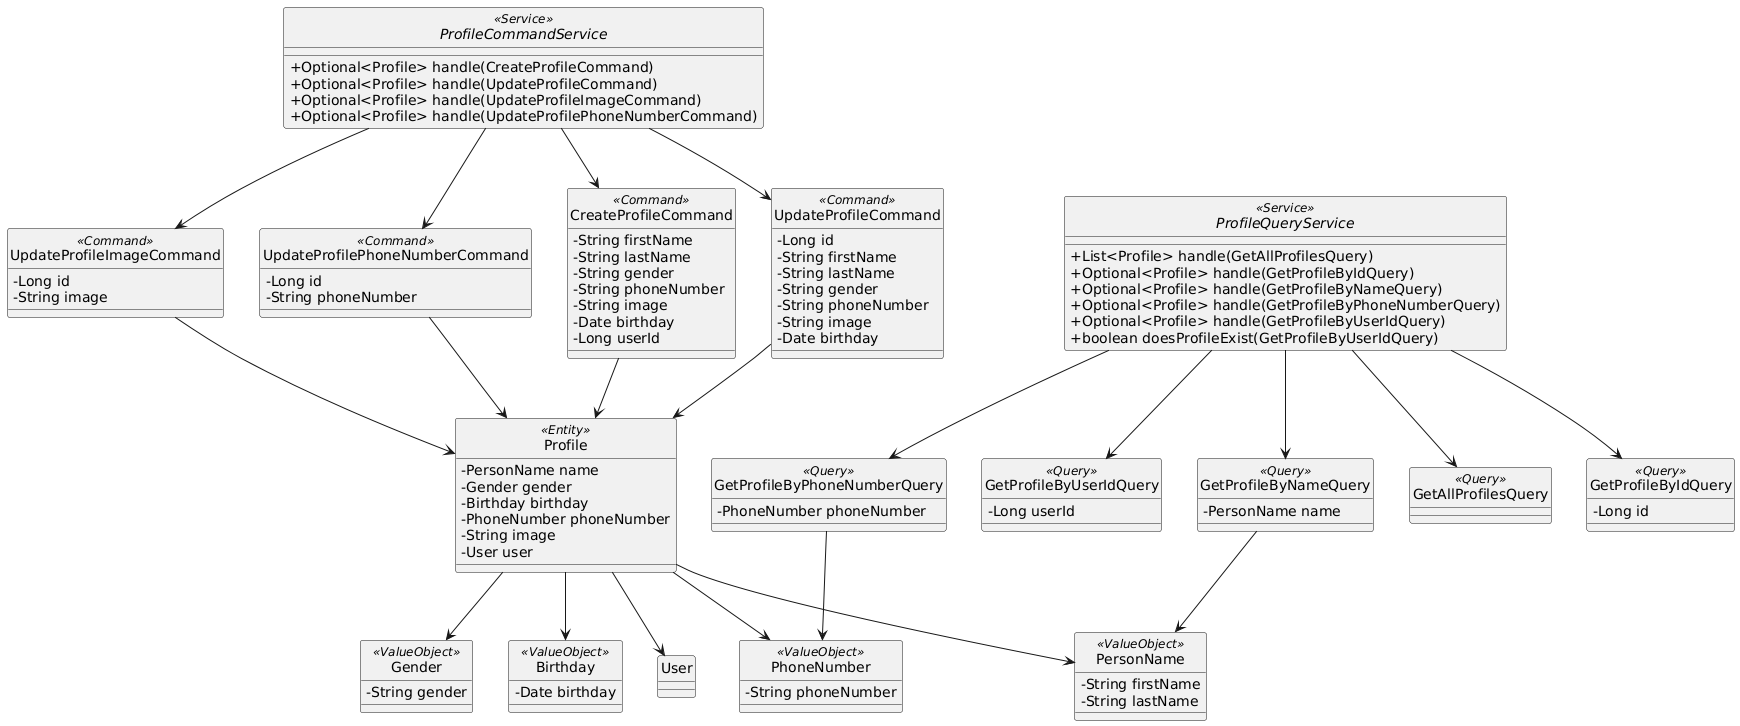 «Service»
ProfileCommandService
+Optional<Profile> handle(CreateProfileCommand)
+Optional<Profile> handle(UpdateProfileCommand)
+Optional<Profile> handle(UpdateProfileImageCommand)
+Optional<Profile> handle(UpdateProfilePhoneNumberCommand)
«Command»
UpdateProfileImageCommand
-Long id
-String image
«Command»
UpdateProfilePhoneNumberCommand
-Long id
-String phoneNumber
«Command»
CreateProfileCommand
-String firstName
-String lastName
-String gender
-String phoneNumber
-String image
-Date birthday
-Long userId
«Command»
UpdateProfileCommand
-Long id
-String firstName
-String lastName
-String gender
-String phoneNumber
-String image
-Date birthday
«Service»
ProfileQueryService
+List<Profile> handle(GetAllProfilesQuery)
+Optional<Profile> handle(GetProfileByIdQuery)
+Optional<Profile> handle(GetProfileByNameQuery)
+Optional<Profile> handle(GetProfileByPhoneNumberQuery)
+Optional<Profile> handle(GetProfileByUserIdQuery)
+boolean doesProfileExist(GetProfileByUserIdQuery)
«Entity»
Profile
-PersonName name
-Gender gender
-Birthday birthday
-PhoneNumber phoneNumber
-String image
-User user
«Query»
GetProfileByPhoneNumberQuery
-PhoneNumber phoneNumber
«Query»
GetProfileByUserIdQuery
-Long userId
«Query»
GetProfileByNameQuery
-PersonName name
«Query»
GetAllProfilesQuery
«Query»
GetProfileByIdQuery
-Long id
«ValueObject»
Gender
-String gender
«ValueObject»
Birthday
-Date birthday
User
«ValueObject»
PhoneNumber
-String phoneNumber
«ValueObject»
PersonName
-String firstName
-String lastName